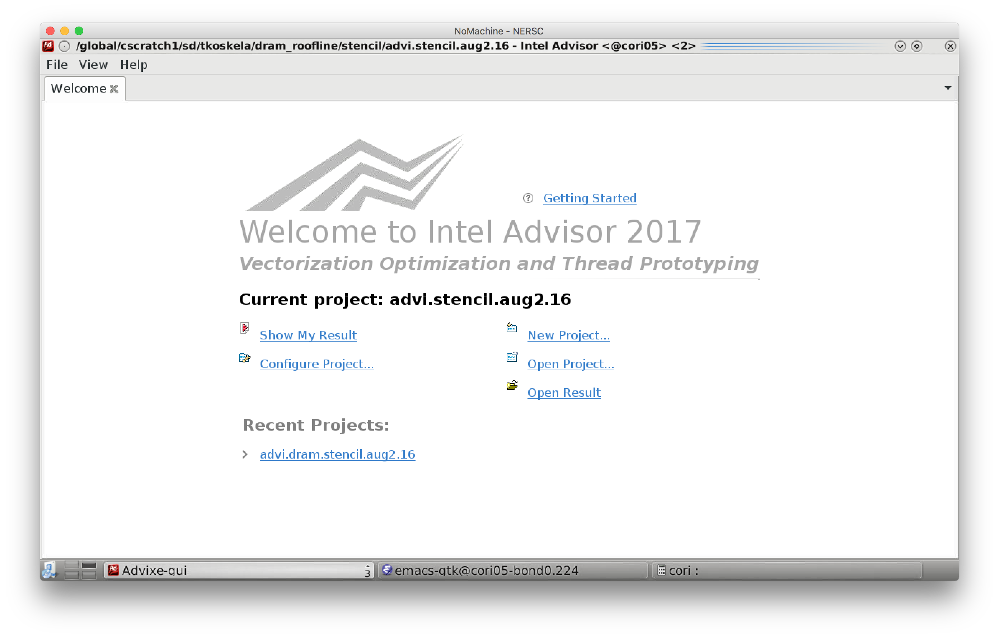 NoMachine - NERSC
Ad /global/cscratch1/sd/tkoskela/dram_roofline/stencil/advi.stencil.aug2.16 - Intel Advisor <@cori05> <2>
File View Help
Welcome
? Getting Started
Welcome to Intel Advisor 2017
Vectorization Optimization and Thread Prototyping
Current project: advi.stencil.aug2.16
Show My Result
New Project...
Configure Project...
Open Project...
Open Result
Recent Projects:
> advi.dram.stencil.aug2.16
Ad Advixe-gui 3 emacs-gtk@cori05-bond0.224 cori :